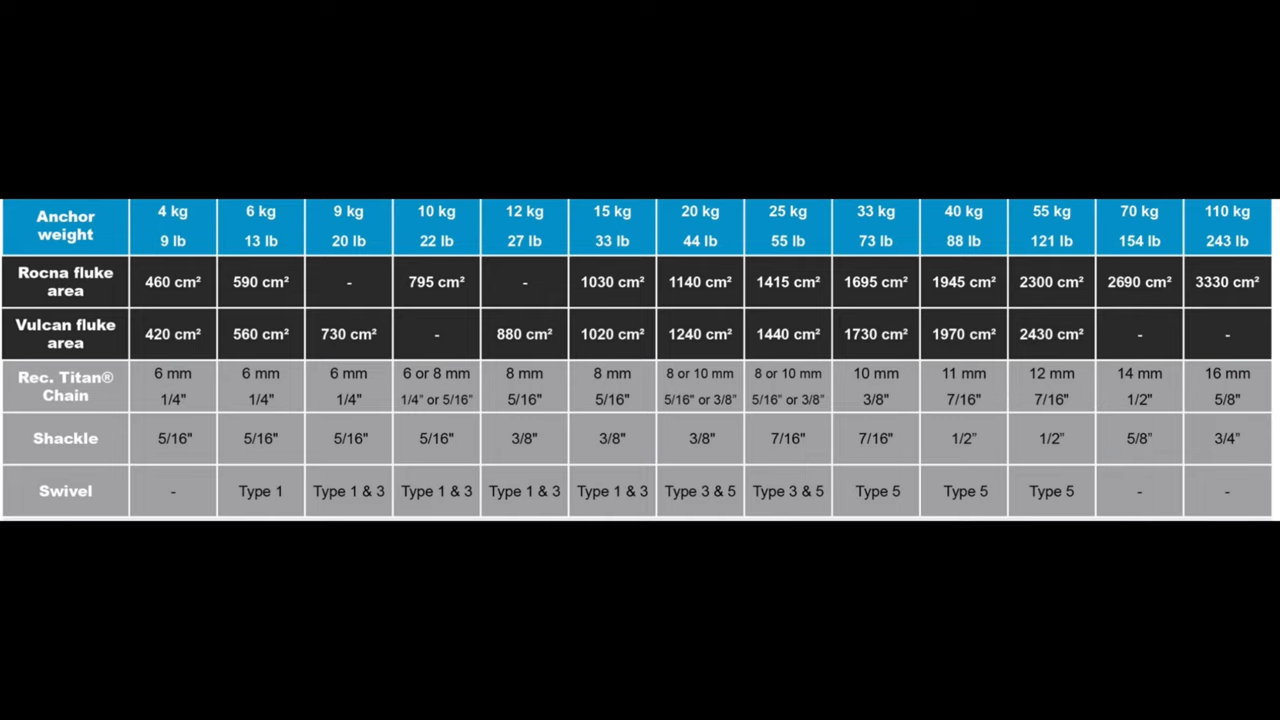 Anchor weight 4 kg 6 kg 9 kg 10 kg 12 kg 15 kg 20 kg 25 kg 33 kg 40 kg 55 kg 70 kg 110 kg
9 lb 13 lb 20 lb 22 lb 27 lb 33 lb 44 lb 55 lb 73 lb 88 lb 121 lb 154 lb 243 lb
Rocna fluke area 460 cm² 590 cm² - 795 cm² - 1030 cm² 1140 cm² 1415 cm² 1695 cm² 1945 cm² 2300 cm² 2690 cm² 3330 cm²
Vulcan fluke area 420 cm² 560 cm² 730 cm² - 880 cm² 1020 cm² 1240 cm² 1440 cm² 1730 cm² 1970 cm² 2430 cm² - -
Rec. Titan® Chain 6 mm 6 mm 6 mm 6 or 8 mm 8 mm 8 mm 8 or 10 mm 8 or 10 mm 10 mm 11 mm 12 mm 14 mm 16 mm
1/4" 1/4" 1/4" 1/4" or 5/16" 5/16" 5/16" 5/16" or 3/8" 5/16" or 3/8" 3/8" 7/16" 7/16" 1/2" 5/8"
Shackle 5/16" 5/16" 5/16" 5/16" 3/8" 3/8" 3/8" 7/16" 7/16" 1/2" 1/2" 5/8" 3/4"
Swivel - Type 1 Type 1 & 3 Type 1 & 3 Type 1 & 3 Type 1 & 3 Type 3 & 5 Type 3 & 5 Type 5 Type 5 Type 5 - -